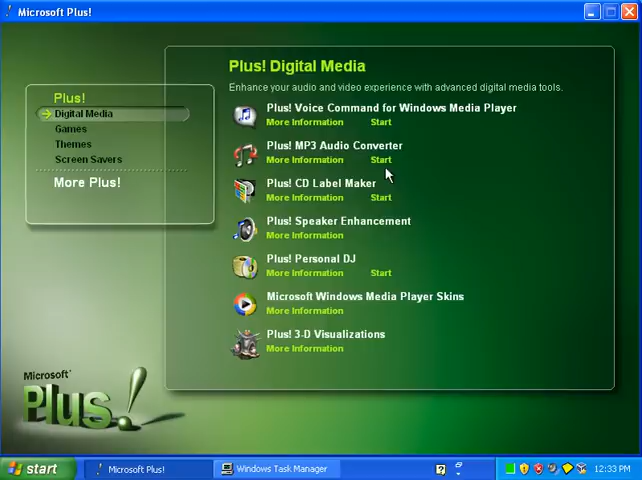 Microsoft Plus!
Plus!
Digital Media
Games
Themes
Screen Savers
More Plus!
Plus! Digital Media
Enhance your audio and video experience with advanced digital media tools.
Plus! Voice Command for Windows Media Player
More Information Start
Plus! MP3 Audio Converter
More Information Start
Plus! CD Label Maker
More Information Start
Plus! Speaker Enhancement
More Information
Plus! Personal DJ
More Information Start
Microsoft Windows Media Player Skins
More Information
Plus! 3-D Visualizations
More Information
Microsoft®
Plus!
start Microsoft Plus! Windows Task Manager 12:33 PM